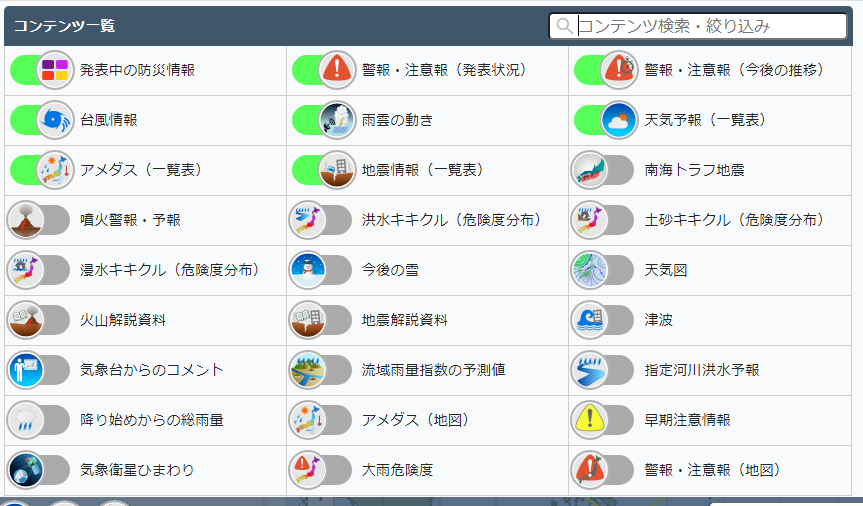 コンテンツ一覧
コンテンツ検索・絞り込み
発表中の防災情報
警報・注意報（発表状況）
警報・注意報（今後の推移）
台風情報
雨雲の動き
天気予報（一覧表）
アメダス（一覧表）
地震情報（一覧表）
南海トラフ地震
噴火警報・予報
洪水キキクル（危険度分布）
土砂キキクル（危険度分布）
浸水キキクル（危険度分布）
今後の雪
天気図
火山解説資料
地震解説資料
津波
気象台からのコメント
流域雨量指数の予測値
指定河川洪水予報
降り始めからの総雨量
アメダス（地図）
早期注意情報
気象衛星ひまわり
大雨危険度
警報・注意報（地図）